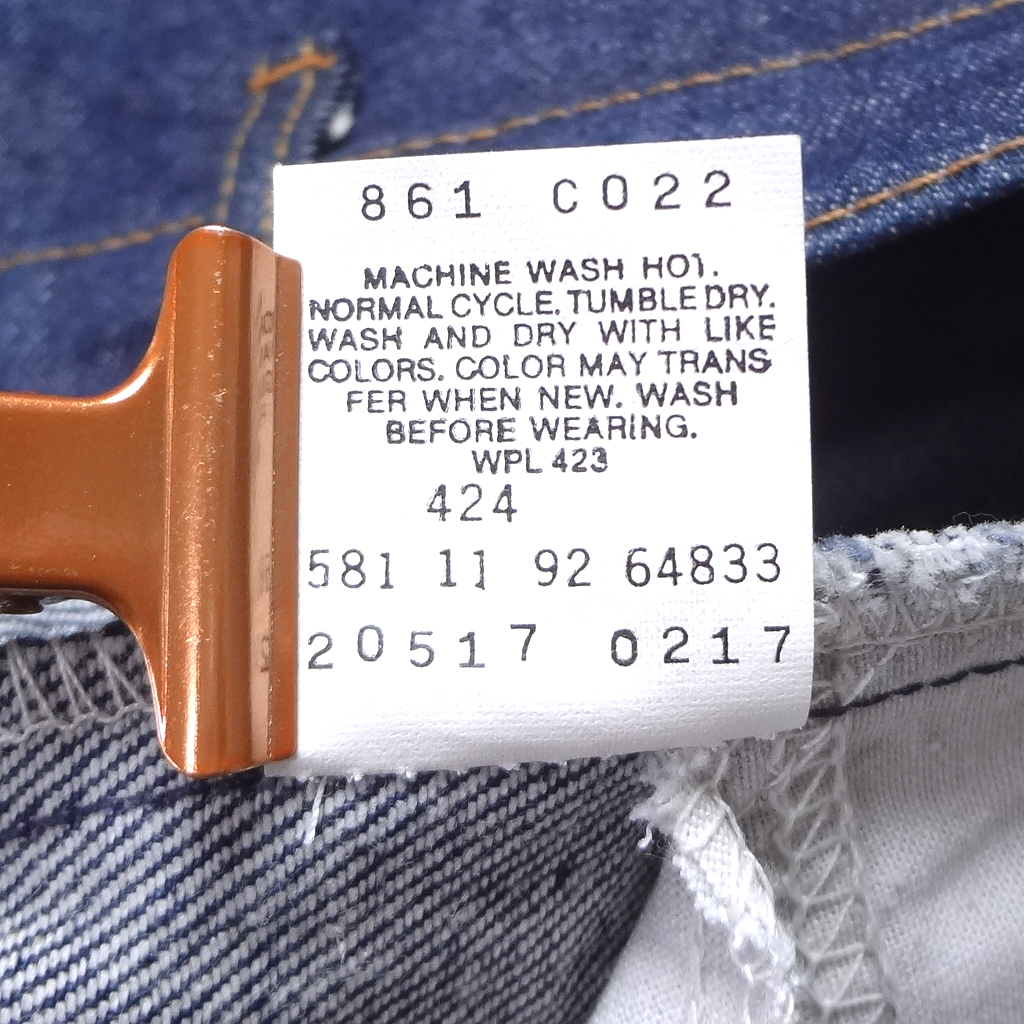 861 C022
MACHINE WASH HOT.
NORMAL CYCLE. TUMBLE DRY.
WASH AND DRY WITH LIKE
COLORS. COLOR MAY TRANS
FER WHEN NEW. WASH
BEFORE WEARING.
WPL 423
424
581 11 92 64833
20517 0217